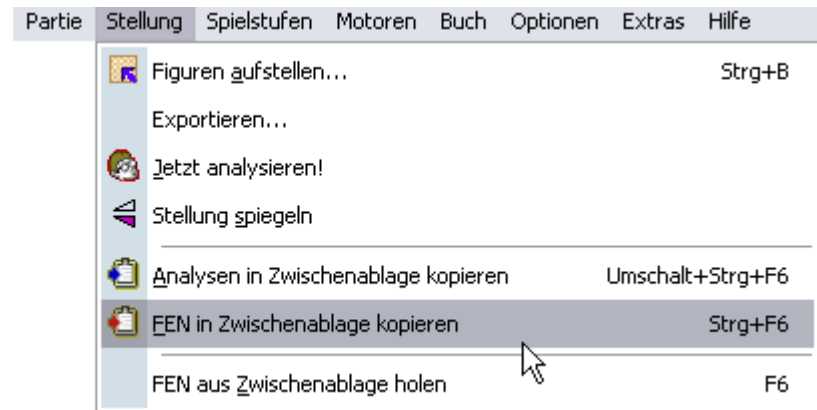 Partie Stellung Spielstufen Motoren Buch Optionen Extras Hilfe
Figuren aufstellen... Strg+B
Exportieren...
Jetzt analysieren!
Stellung spiegeln
Analysen in Zwischenablage kopieren Umschalt+Strg+F6
FEN in Zwischenablage kopieren Strg+F6
FEN aus Zwischenablage holen F6